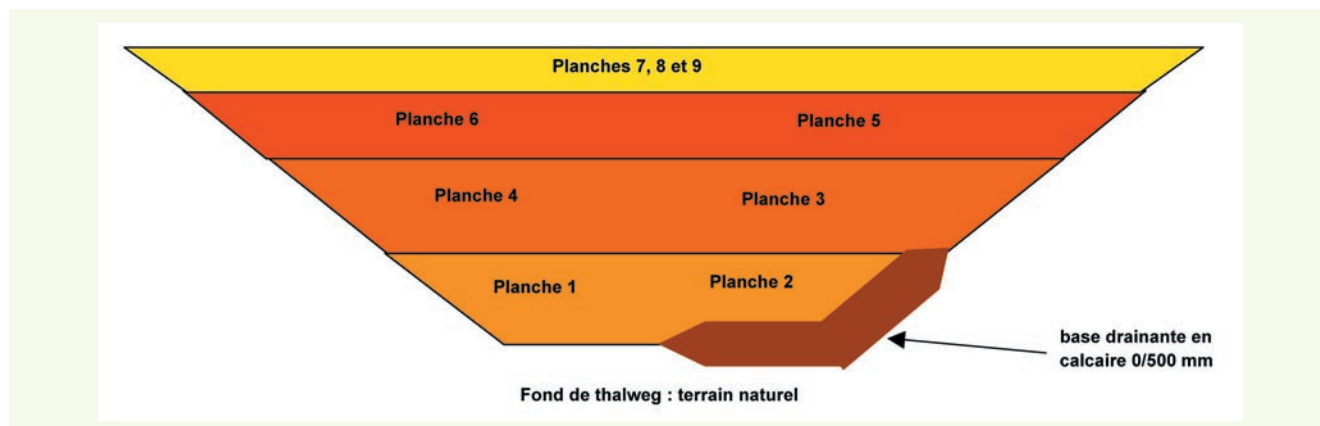 Planches 7, 8 et 9
Planche 6
Planche 5
Planche 4
Planche 3
Planche 1
Planche 2
base drainante en
calcaire 0/500 mm
Fond de thalweg : terrain naturel